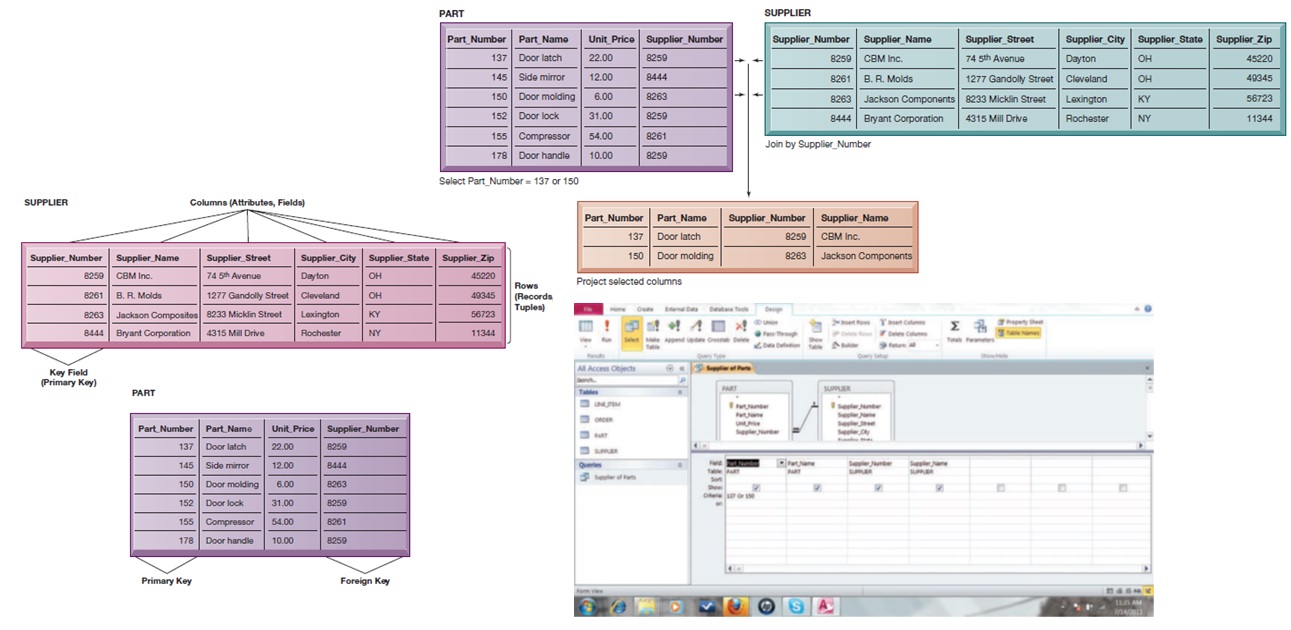 PART
Part_Number Part_Name Unit_Price Supplier_Number
137 Door latch 22.00 8259
145 Side mirror 12.00 8444
150 Door molding 6.00 8263
152 Door lock 31.00 8259
155 Compressor 54.00 8261
178 Door handle 10.00 8259
Select Part_Number = 137 or 150
SUPPLIER
Supplier_Number Supplier_Name Supplier_Street Supplier_City Supplier_State Supplier_Zip
8259 CBM Inc. 74 5th Avenue Dayton OH 45220
8261 B. R. Molds 1277 Gandolly Street Cleveland OH 49345
8263 Jackson Components 8233 Micklin Street Lexington KY 56723
8444 Bryant Corporation 4315 Mill Drive Rochester NY 11344
Join by Supplier_Number
Part_Number Part_Name Supplier_Number Supplier_Name
137 Door latch 8259 CBM Inc.
150 Door molding 8263 Jackson Components
Project selected columns
SUPPLIER
Columns (Attributes, Fields)
Supplier_Number Supplier_Name Supplier_Street Supplier_City Supplier_State Supplier_Zip
8259 CBM Inc. 74 5th Avenue Dayton OH 45220
8261 B. R. Molds 1277 Gandolly Street Cleveland OH 49345
8263 Jackson Composites 8233 Micklin Street Lexington KY 56723
8444 Bryant Corporation 4315 Mill Drive Rochester NY 11344
Rows
(Records,
Tuples)
Key Field
(Primary Key)
PART
Part_Number Part_Name Unit_Price Supplier_Number
137 Door latch 22.00 8259
145 Side mirror 12.00 8444
150 Door molding 6.00 8263
152 Door lock 31.00 8259
155 Compressor 54.00 8261
178 Door handle 10.00 8259
Primary Key
Foreign Key
File Home Create External Data Database Tools Design
View Run Select Make Table Append Update Crosstab Delete
Union
Pass-Through
Data Definition
Show Table
Insert Rows
Delete Rows
Builder
Insert Columns
Delete Columns
Return: All
Totals Parameters
Property Sheet
Table Names
Results Query Type Query Setup Show/Hide
All Access Objects
Search...
Tables
LINE_ITEM
ORDER
PART
SUPPLIER
Queries
Supplier of Parts
Supplier of Parts
PART
*
Part_Number
Part_Name
Unit_Price
Supplier_Number
SUPPLIER
*
Supplier_Number
Supplier_Name
Supplier_Street
Supplier_City
Field: Part_Number Part_Name Supplier_Number Supplier_Name
Table: PART PART SUPPLIER SUPPLIER
Sort:
Show:
Criteria: 137 Or 150
or:
Form View
11:25 AM